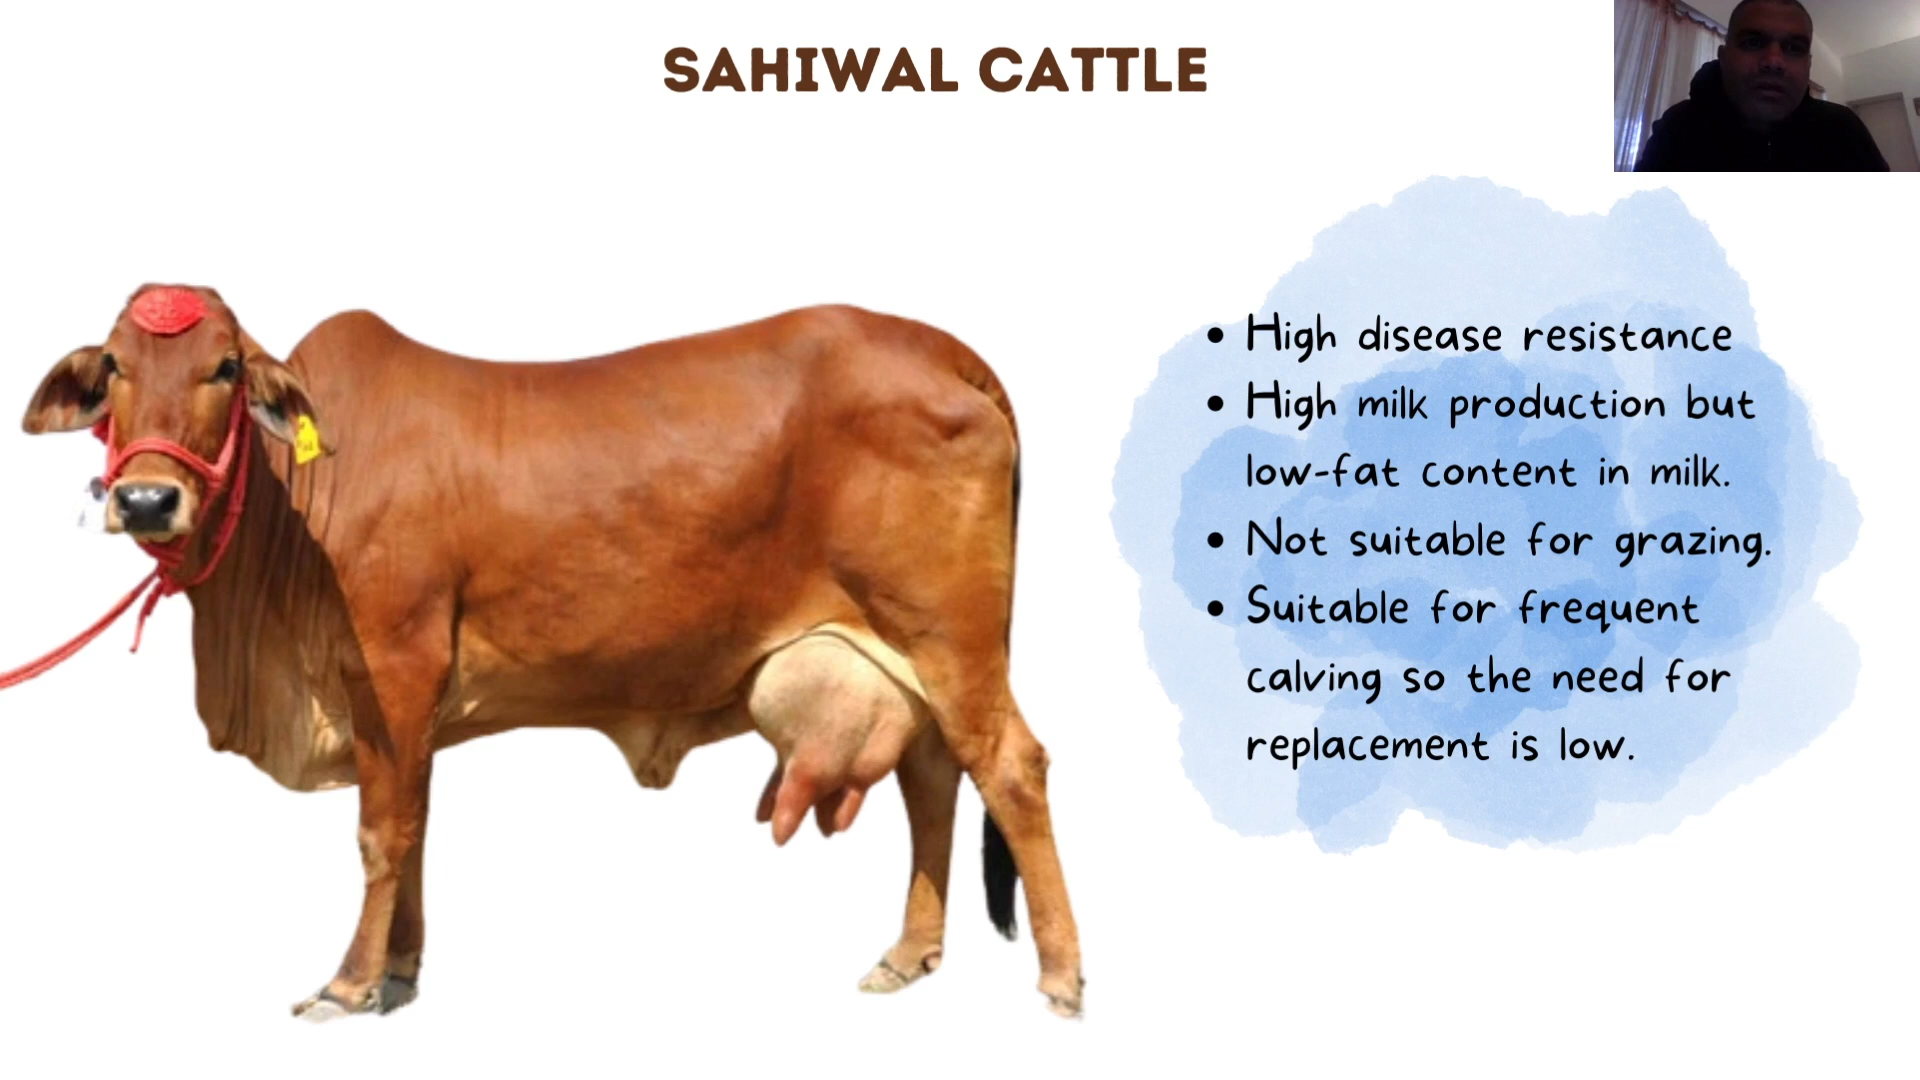 SAHIWAL CATTLE
• High disease resistance
• High milk production but
low-fat content in milk.
• Not suitable for grazing.
• Suitable for frequent
calving so the need for
replacement is low.